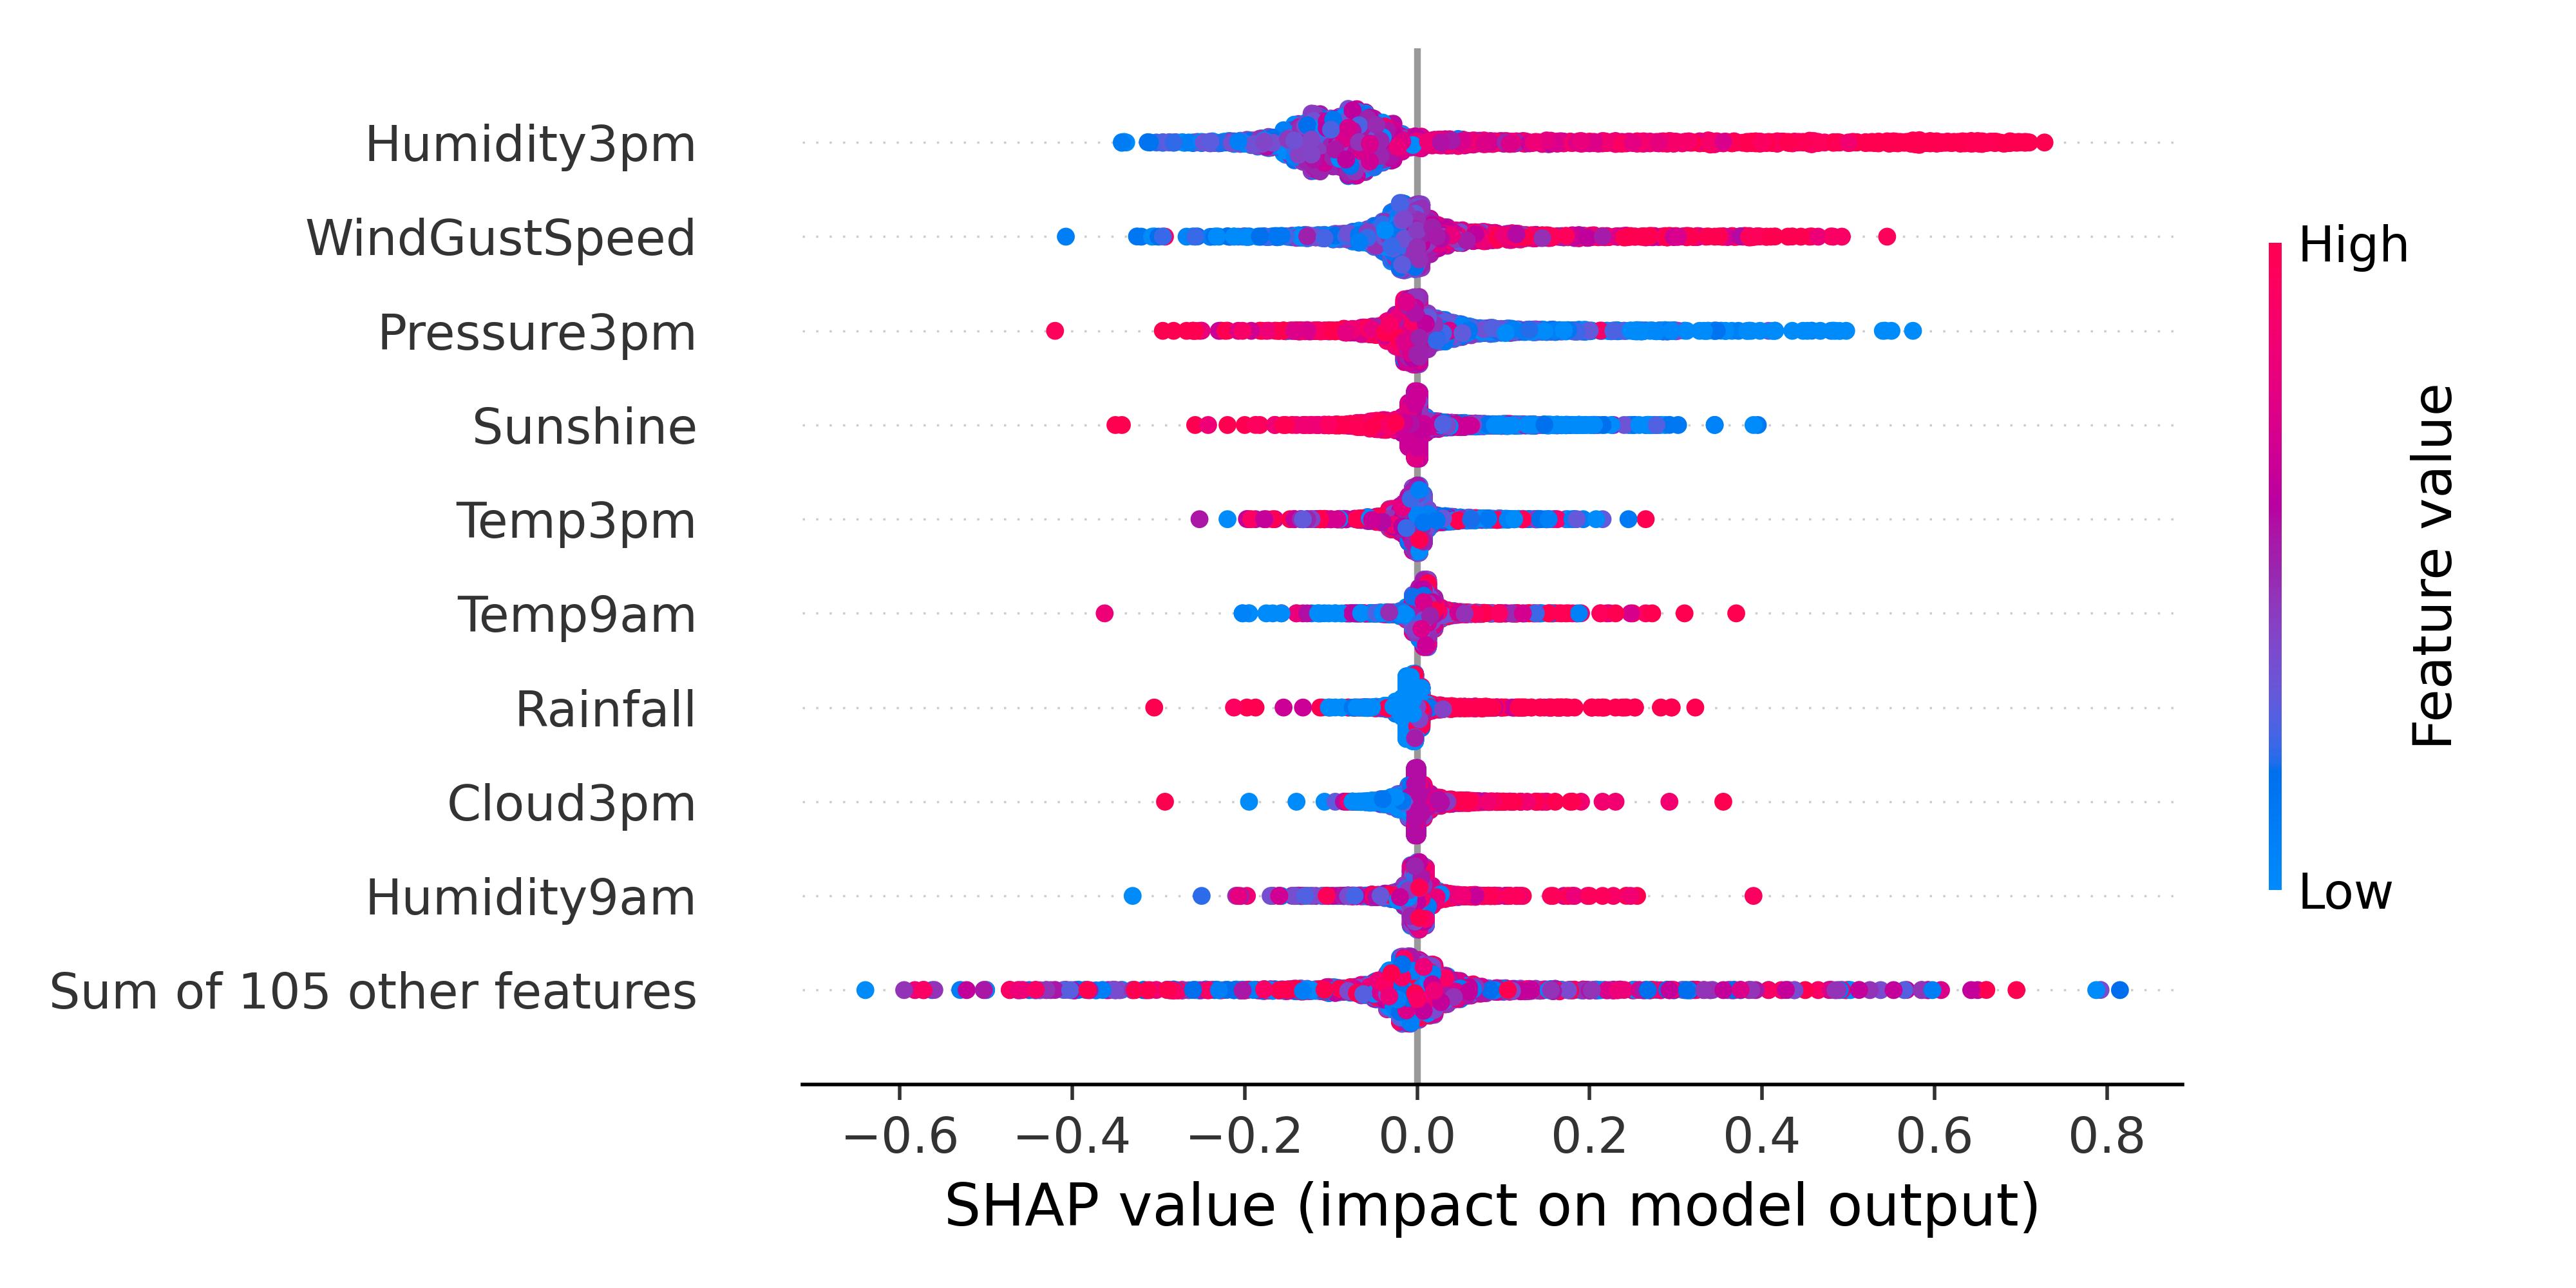 Humidity3pm
WindGustSpeed
Pressure3pm
Sunshine
Temp3pm
Temp9am
Rainfall
Cloud3pm
Humidity9am
Sum of 105 other features
−0.6 −0.4 −0.2 0.0 0.2 0.4 0.6 0.8
SHAP value (impact on model output)
High
Feature value
Low